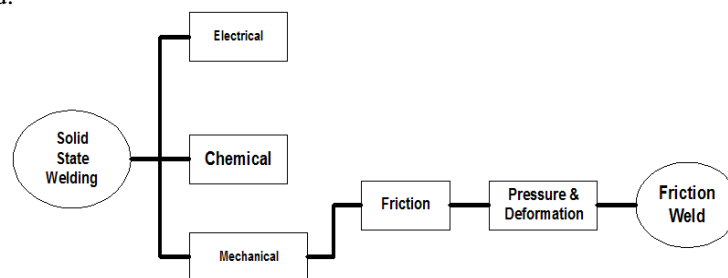 Electrical
Solid
State
Welding
Chemical
Friction
Pressure &
Deformation
Friction
Weld
Mechanical